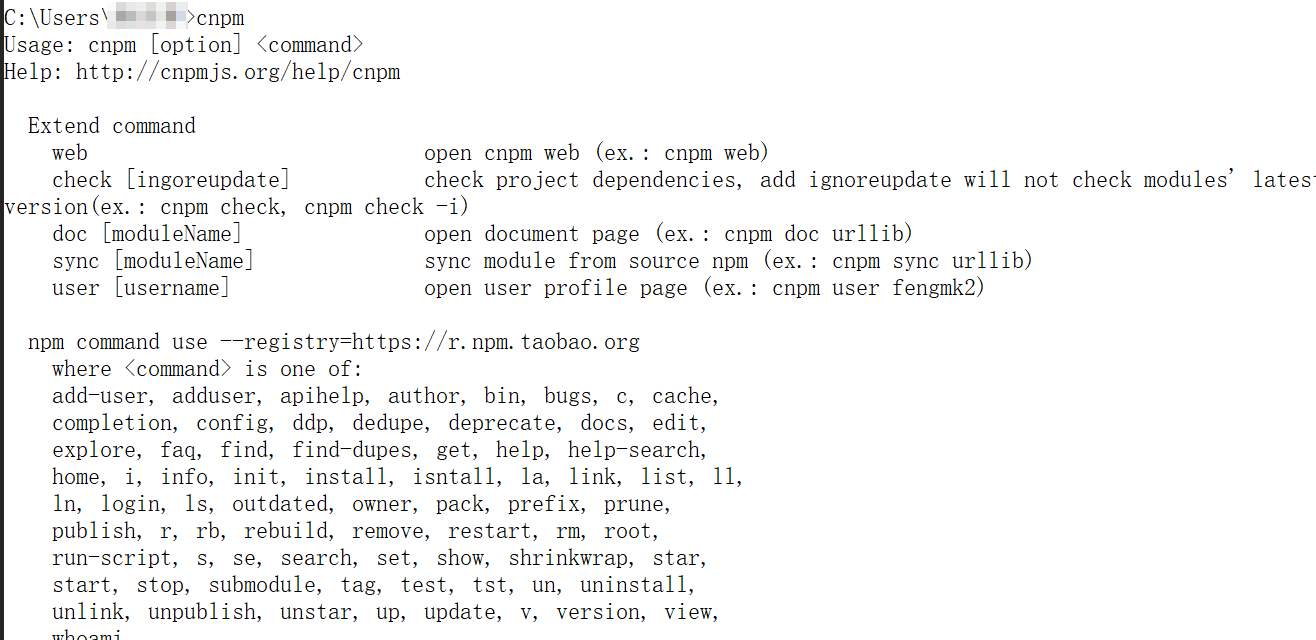 C:\Users\ >cnpm
Usage: cnpm [option] <command>
Help: http://cnpmjs.org/help/cnpm
Extend command
web open cnpm web (ex.: cnpm web)
check [ingoreupdate] check project dependencies, add ignoreupdate will not check modules' latest
version(ex.: cnpm check, cnpm check -i)
doc [moduleName] open document page (ex.: cnpm doc urllib)
sync [moduleName] sync module from source npm (ex.: cnpm sync urllib)
user [username] open user profile page (ex.: cnpm user fengmk2)
npm command use --registry=https://r.npm.taobao.org
where <command> is one of:
add-user, adduser, apihelp, author, bin, bugs, c, cache,
completion, config, ddp, dedupe, deprecate, docs, edit,
explore, faq, find, find-dupes, get, help, help-search,
home, i, info, init, install, isntall, la, link, list, ll,
ln, login, ls, outdated, owner, pack, prefix, prune,
publish, r, rb, rebuild, remove, restart, rm, root,
run-script, s, se, search, set, show, shrinkwrap, star,
start, stop, submodule, tag, test, tst, un, uninstall,
unlink, unpublish, unstar, up, update, v, version, view,
whoami